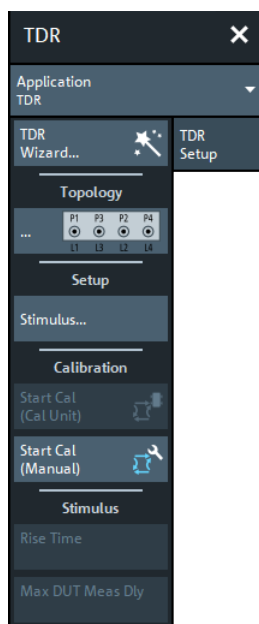 TDR
Application
TDR
TDR
Wizard...
TDR
Setup
Topology
... P1 P3 P2 P4
L1 L3 L2 L4
Setup
Stimulus...
Calibration
Start Cal
(Cal Unit)
Start Cal
(Manual)
Stimulus
Rise Time
Max DUT Meas Dly